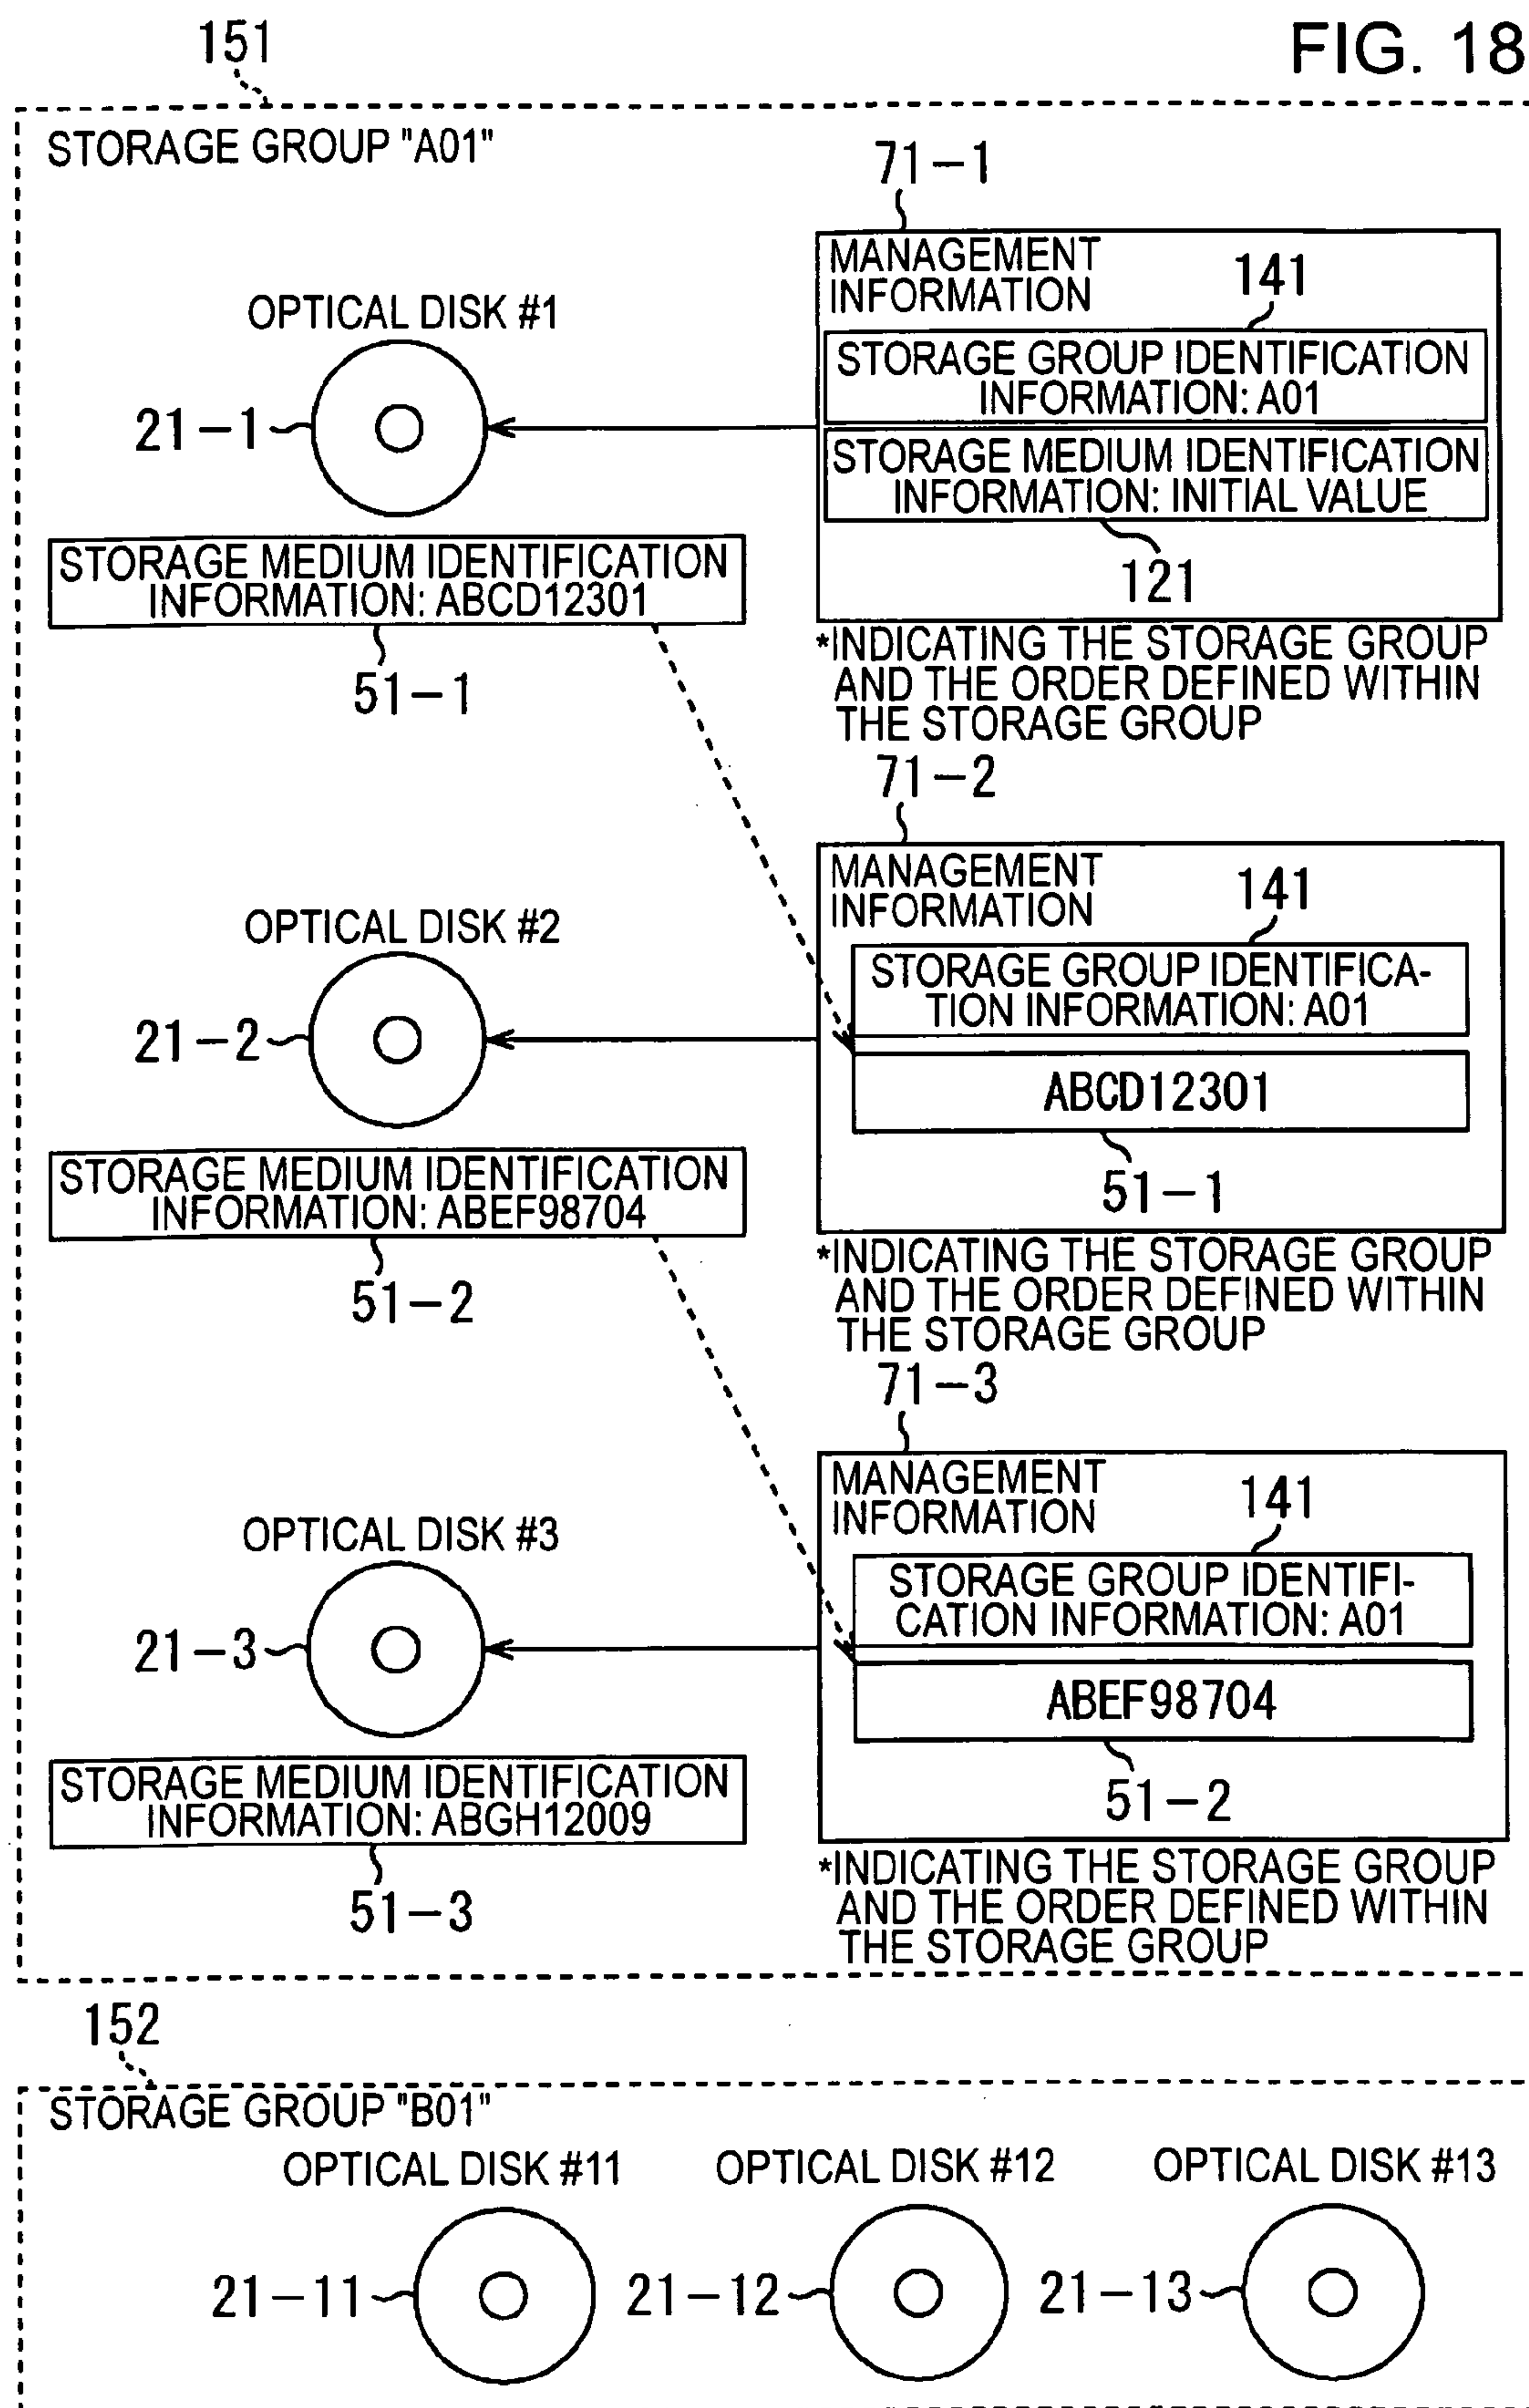 151
FIG. 18
STORAGE GROUP "A01"
71-1
MANAGEMENT
INFORMATION
141
OPTICAL DISK #1
STORAGE GROUP IDENTIFICATION
INFORMATION: A01
21-1
STORAGE MEDIUM IDENTIFICATION
INFORMATION: INITIAL VALUE
121
STORAGE MEDIUM IDENTIFICATION
INFORMATION: ABCD12301
51-1
*INDICATING THE STORAGE GROUP
AND THE ORDER DEFINED WITHIN
THE STORAGE GROUP
71-2
MANAGEMENT
INFORMATION
141
OPTICAL DISK #2
STORAGE GROUP IDENTIFICA-
TION INFORMATION: A01
21-2
ABCD12301
51-1
STORAGE MEDIUM IDENTIFICATION
INFORMATION: ABEF98704
51-2
*INDICATING THE STORAGE GROUP
AND THE ORDER DEFINED WITHIN
THE STORAGE GROUP
71-3
MANAGEMENT
INFORMATION
141
OPTICAL DISK #3
STORAGE GROUP IDENTIFI-
CATION INFORMATION: A01
21-3
ABEF98704
51-2
STORAGE MEDIUM IDENTIFICATION
INFORMATION: ABGH12009
51-3
*INDICATING THE STORAGE GROUP
AND THE ORDER DEFINED WITHIN
THE STORAGE GROUP
152
STORAGE GROUP "B01"
OPTICAL DISK #11
OPTICAL DISK #12
OPTICAL DISK #13
21-11
21-12
21-13